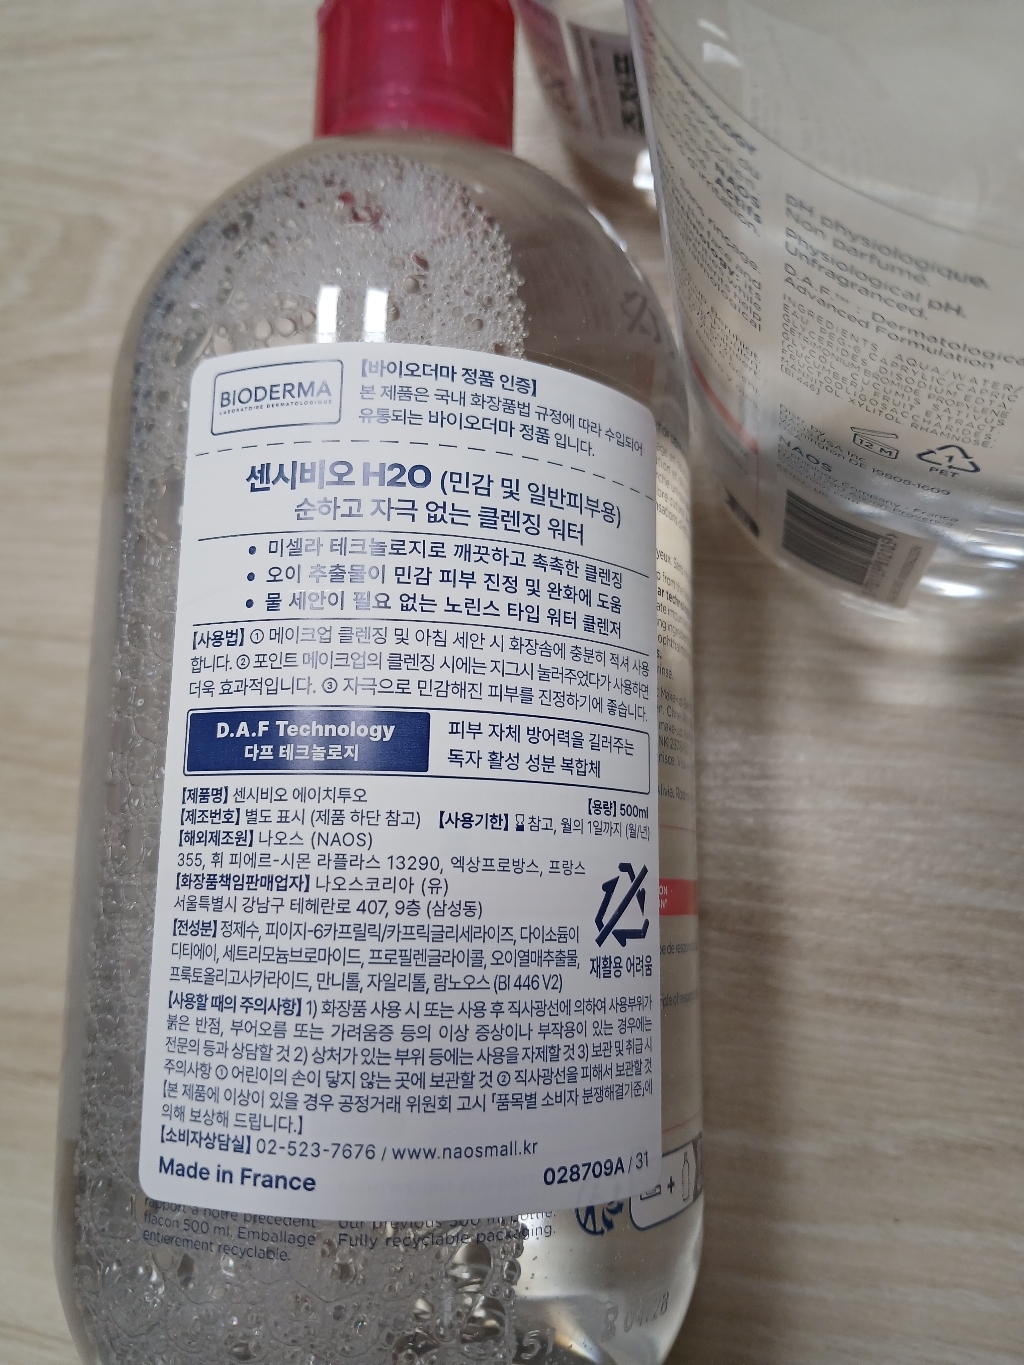 BIODERMA
LABORATOIRE DERMATOLOGIQUE
【바이오더마 정품 인증】
본 제품은 국내 화장품법 규정에 따라 수입되어
유통되는 바이오더마 정품 입니다.
센시비오 H2O (민감 및 일반피부용)
순하고 자극 없는 클렌징 워터
• 미셀라 테크놀로지로 깨끗하고 촉촉한 클렌징
• 오이 추출물이 민감 피부 진정 및 완화에 도움
• 물 세안이 필요 없는 노린스 타입 워터 클렌저
【사용법】 ① 메이크업 클렌징 및 아침 세안 시 화장솜에 충분히 적셔 사용
합니다. ② 포인트 메이크업의 클렌징 시에는 지그시 눌러주었다가 사용하면
더욱 효과적입니다. ③ 자극으로 민감해진 피부를 진정하기에 좋습니다.
D.A.F Technology
다프 테크놀로지
피부 자체 방어력을 길러주는
독자 활성 성분 복합체
【제품명】 센시비오 에이치투오
【용량】 500ml
【제조번호】 별도 표시 (제품 하단 참고) 【사용기한】 참고, 월의 1일까지 (월/년)
【해외제조원】 나오스 (NAOS)
355, 휘 피에르-시몬 라플라스 13290, 엑상프로방스, 프랑스
【화장품책임판매업자】 나오스코리아 (유)
서울특별시 강남구 테헤란로 407, 9층 (삼성동)
【전성분】 정제수, 피이지-6카프릴릭/카프릭글리세라이즈, 다이소듐이
디티에이, 세트리모늄브로마이드, 프로필렌글라이콜, 오이열매추출물,
프룩토올리고사카라이드, 만니톨, 자일리톨, 람노오스 (BI 446 V2)
재활용 어려움
【사용할 때의 주의사항】 1) 화장품 사용 시 또는 사용 후 직사광선에 의하여 사용부위가
붉은 반점, 부어오름 또는 가려움증 등의 이상 증상이나 부작용이 있는 경우에는
전문의 등과 상담할 것 2) 상처가 있는 부위 등에는 사용을 자제할 것 3) 보관 및 취급 시
주의사항 ① 어린이의 손이 닿지 않는 곳에 보관할 것 ② 직사광선을 피해서 보관할 것
【본 제품에 이상이 있을 경우 공정거래 위원회 고시 「품목별 소비자 분쟁해결기준」에
의해 보상해 드립니다.】
【소비자상담실】 02-523-7676 / www.naosmall.kr
Made in France
028709A / 31
rapport à notre précédent
flacon 500 ml. Emballage
entièrement recyclable.
our previous 500 ml bottle.
Fully recyclable packaging.
04.28
pH physiologique.
Non parfumé.
Physiological pH.
Unfragranced.
D.A.F.™ : Dermatological
Advanced Formulation
12 M
1
PET
NAOS